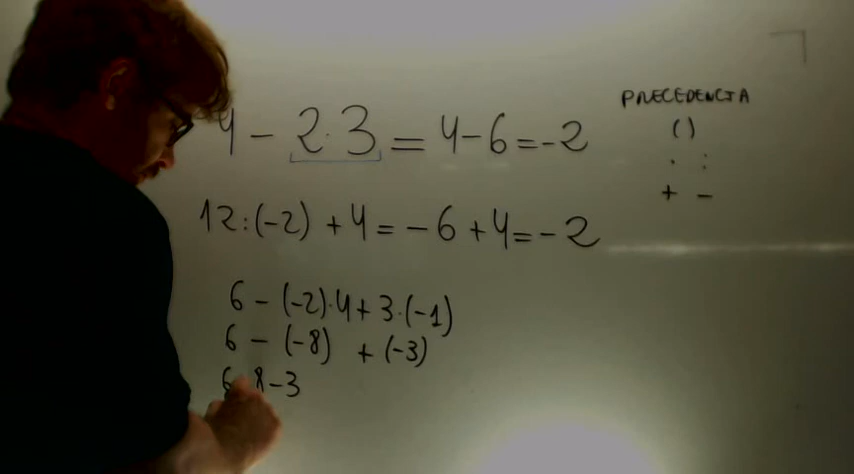 4 - 2·3 = 4-6=-2
PRECEDENCIA
()
· :
+ -
12:(-2) + 4 = -6 + 4 = -2
6 - (-2)·4 + 3·(-1)
6 - (-8) + (-3)
6 8-3